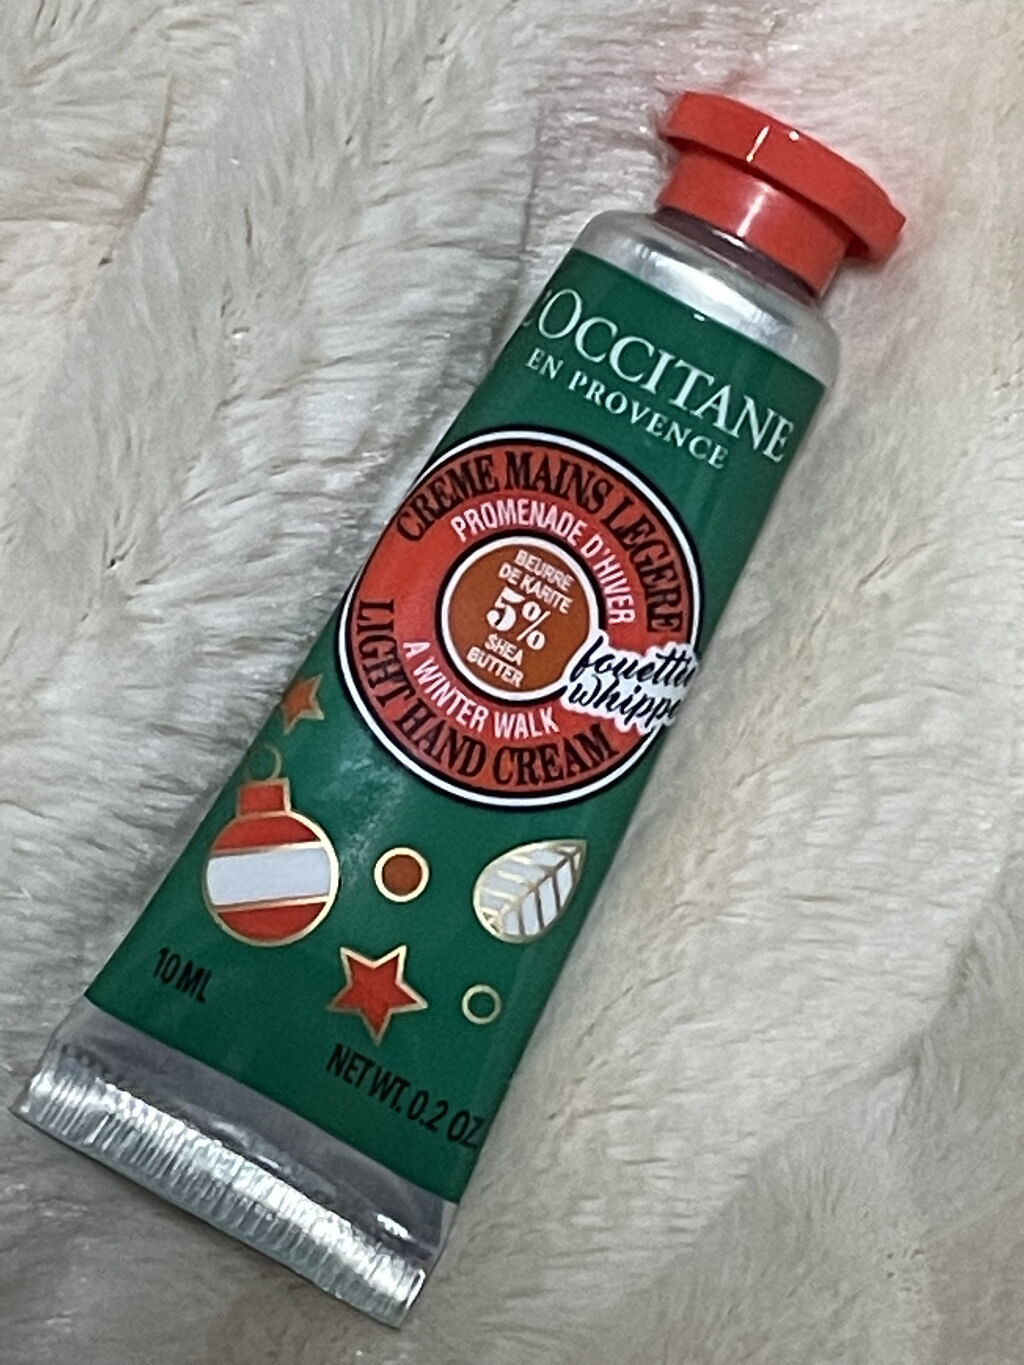 L'OCCITANE
EN PROVENCE
CREME MAINS LEGERE
PROMENADE D'HIVER
BEURRE
DE KARITE
5%
SHEA
BUTTER
A WINTER WALK
LIGHT HAND CREAM
10 ML
NET WT. 0.2 OZ.